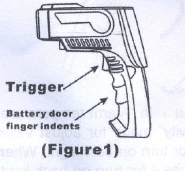 Trigger
Battery door
finger indents
(Figure1)